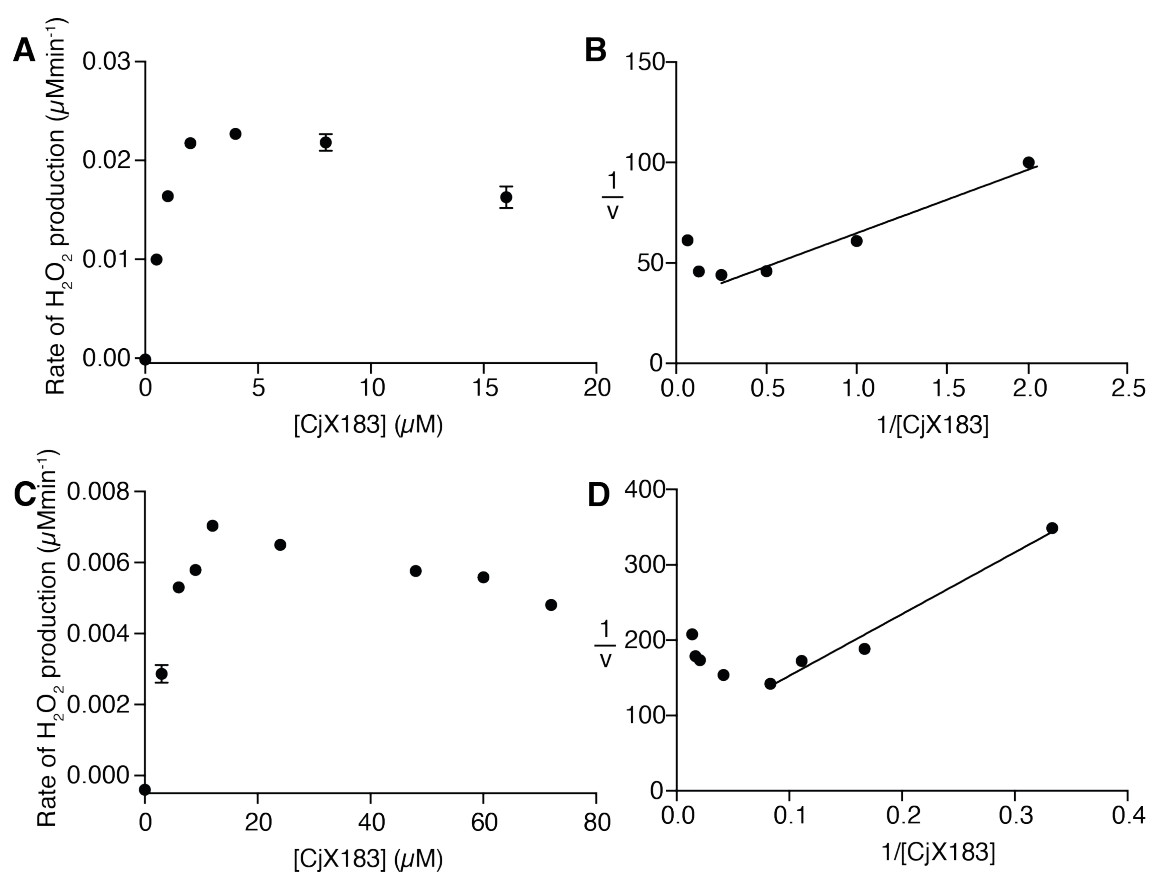 A
Rate of H₂O₂ production (µMmin⁻¹)
0.03
0.02
0.01
0.00
0 5 10 15 20
[CjX183] (µM)
B
1
v
150
100
50
0
0.0 0.5 1.0 1.5 2.0 2.5
1/[CjX183]
C
Rate of H₂O₂ production (µMmin⁻¹)
0.008
0.006
0.004
0.002
0.000
0 20 40 60 80
[CjX183] (µM)
D
1
v
400
300
200
100
0
0.0 0.1 0.2 0.3 0.4
1/[CjX183]